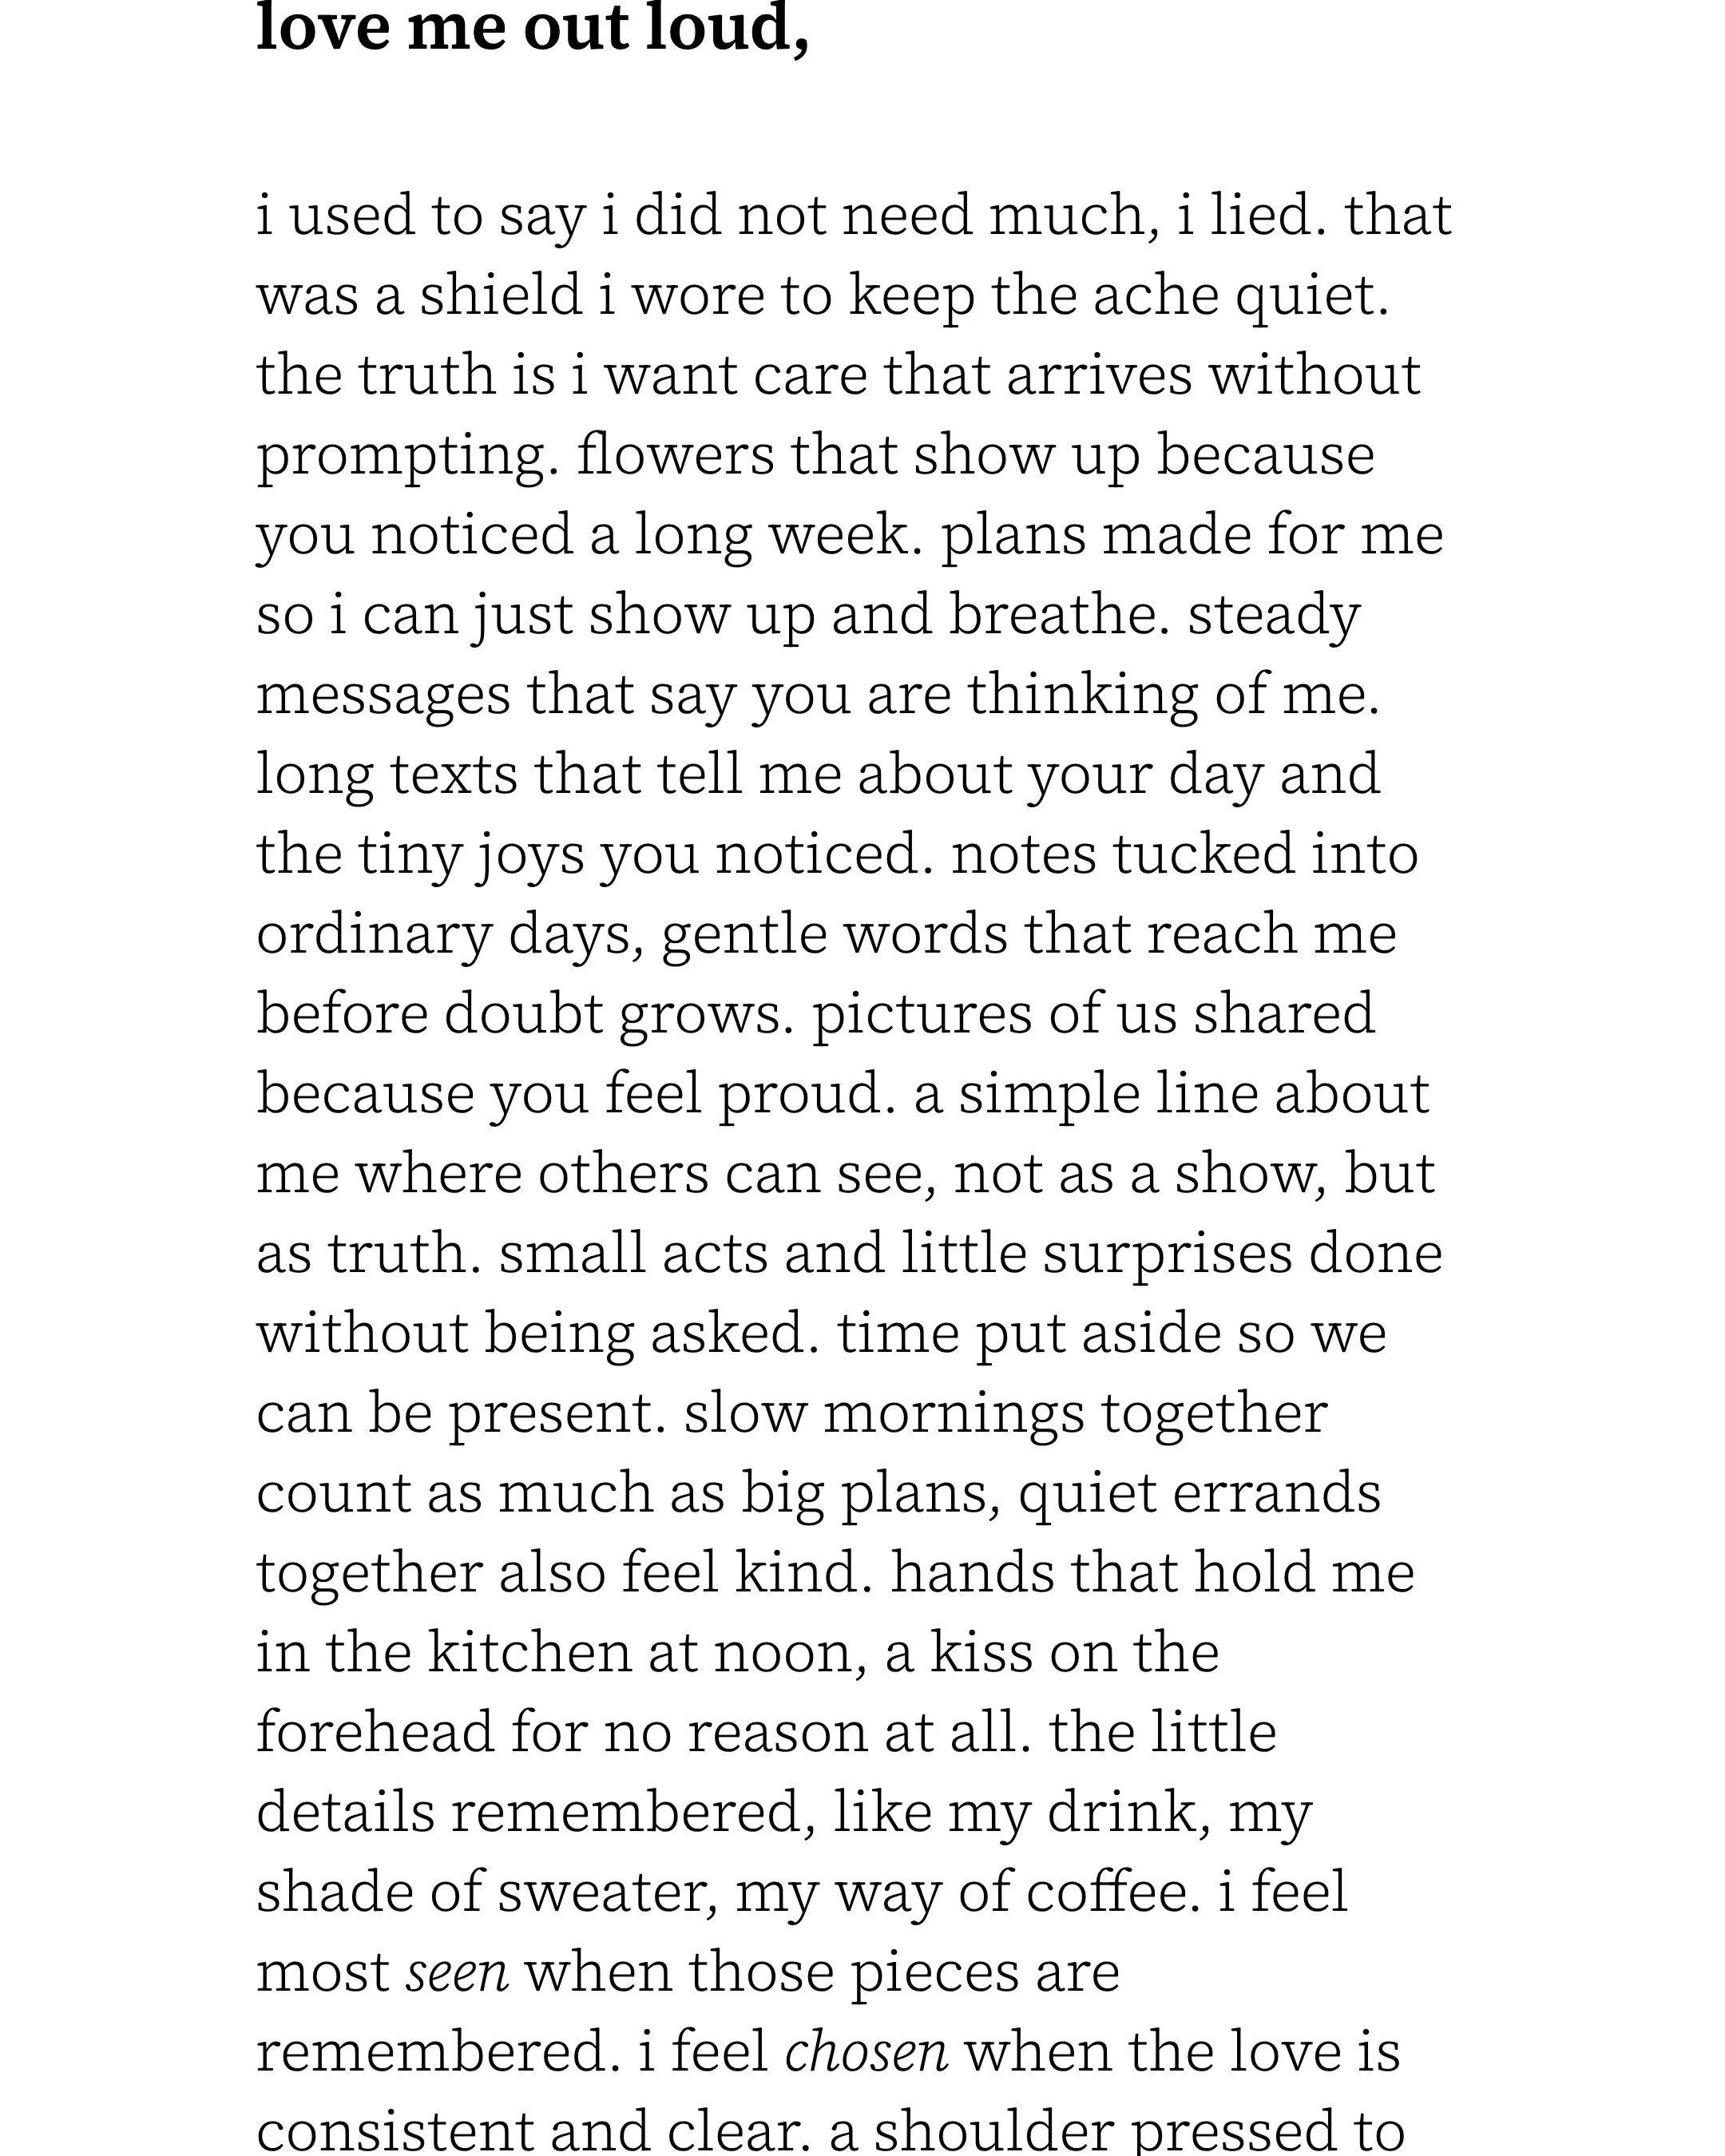 love me out loud,
i used to say i did not need much, i lied. that
was a shield i wore to keep the ache quiet.
the truth is i want care that arrives without
prompting. flowers that show up because
you noticed a long week. plans made for me
so i can just show up and breathe. steady
messages that say you are thinking of me.
long texts that tell me about your day and
the tiny joys you noticed. notes tucked into
ordinary days, gentle words that reach me
before doubt grows. pictures of us shared
because you feel proud. a simple line about
me where others can see, not as a show, but
as truth. small acts and little surprises done
without being asked. time put aside so we
can be present. slow mornings together
count as much as big plans, quiet errands
together also feel kind. hands that hold me
in the kitchen at noon, a kiss on the
forehead for no reason at all. the little
details remembered, like my drink, my
shade of sweater, my way of coffee. i feel
most seen when those pieces are
remembered. i feel chosen when the love is
consistent and clear. a shoulder pressed to